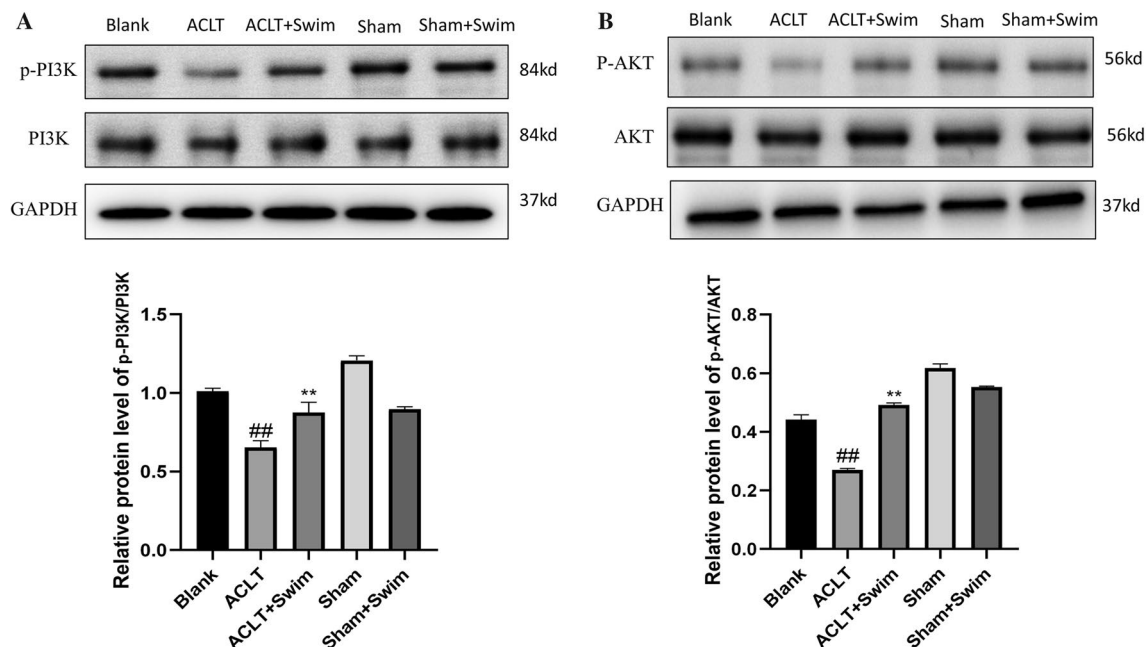 A
Blank ACLT ACLT+Swim Sham Sham+Swim
p-PI3K 84kd
PI3K 84kd
GAPDH 37kd
Relative protein level of p-PI3K/PI3K
1.5
1.0
0.5
0.0
##
**
Blank ACLT ACLT+Swim Sham Sham+Swim
B
Blank ACLT ACLT+Swim Sham Sham+Swim
P-AKT 56kd
AKT 56kd
GAPDH 37kd
Relative protein level of p-AKT/AKT
0.8
0.6
0.4
0.2
0.0
##
**
Blank ACLT ACLT+Swim Sham Sham+Swim